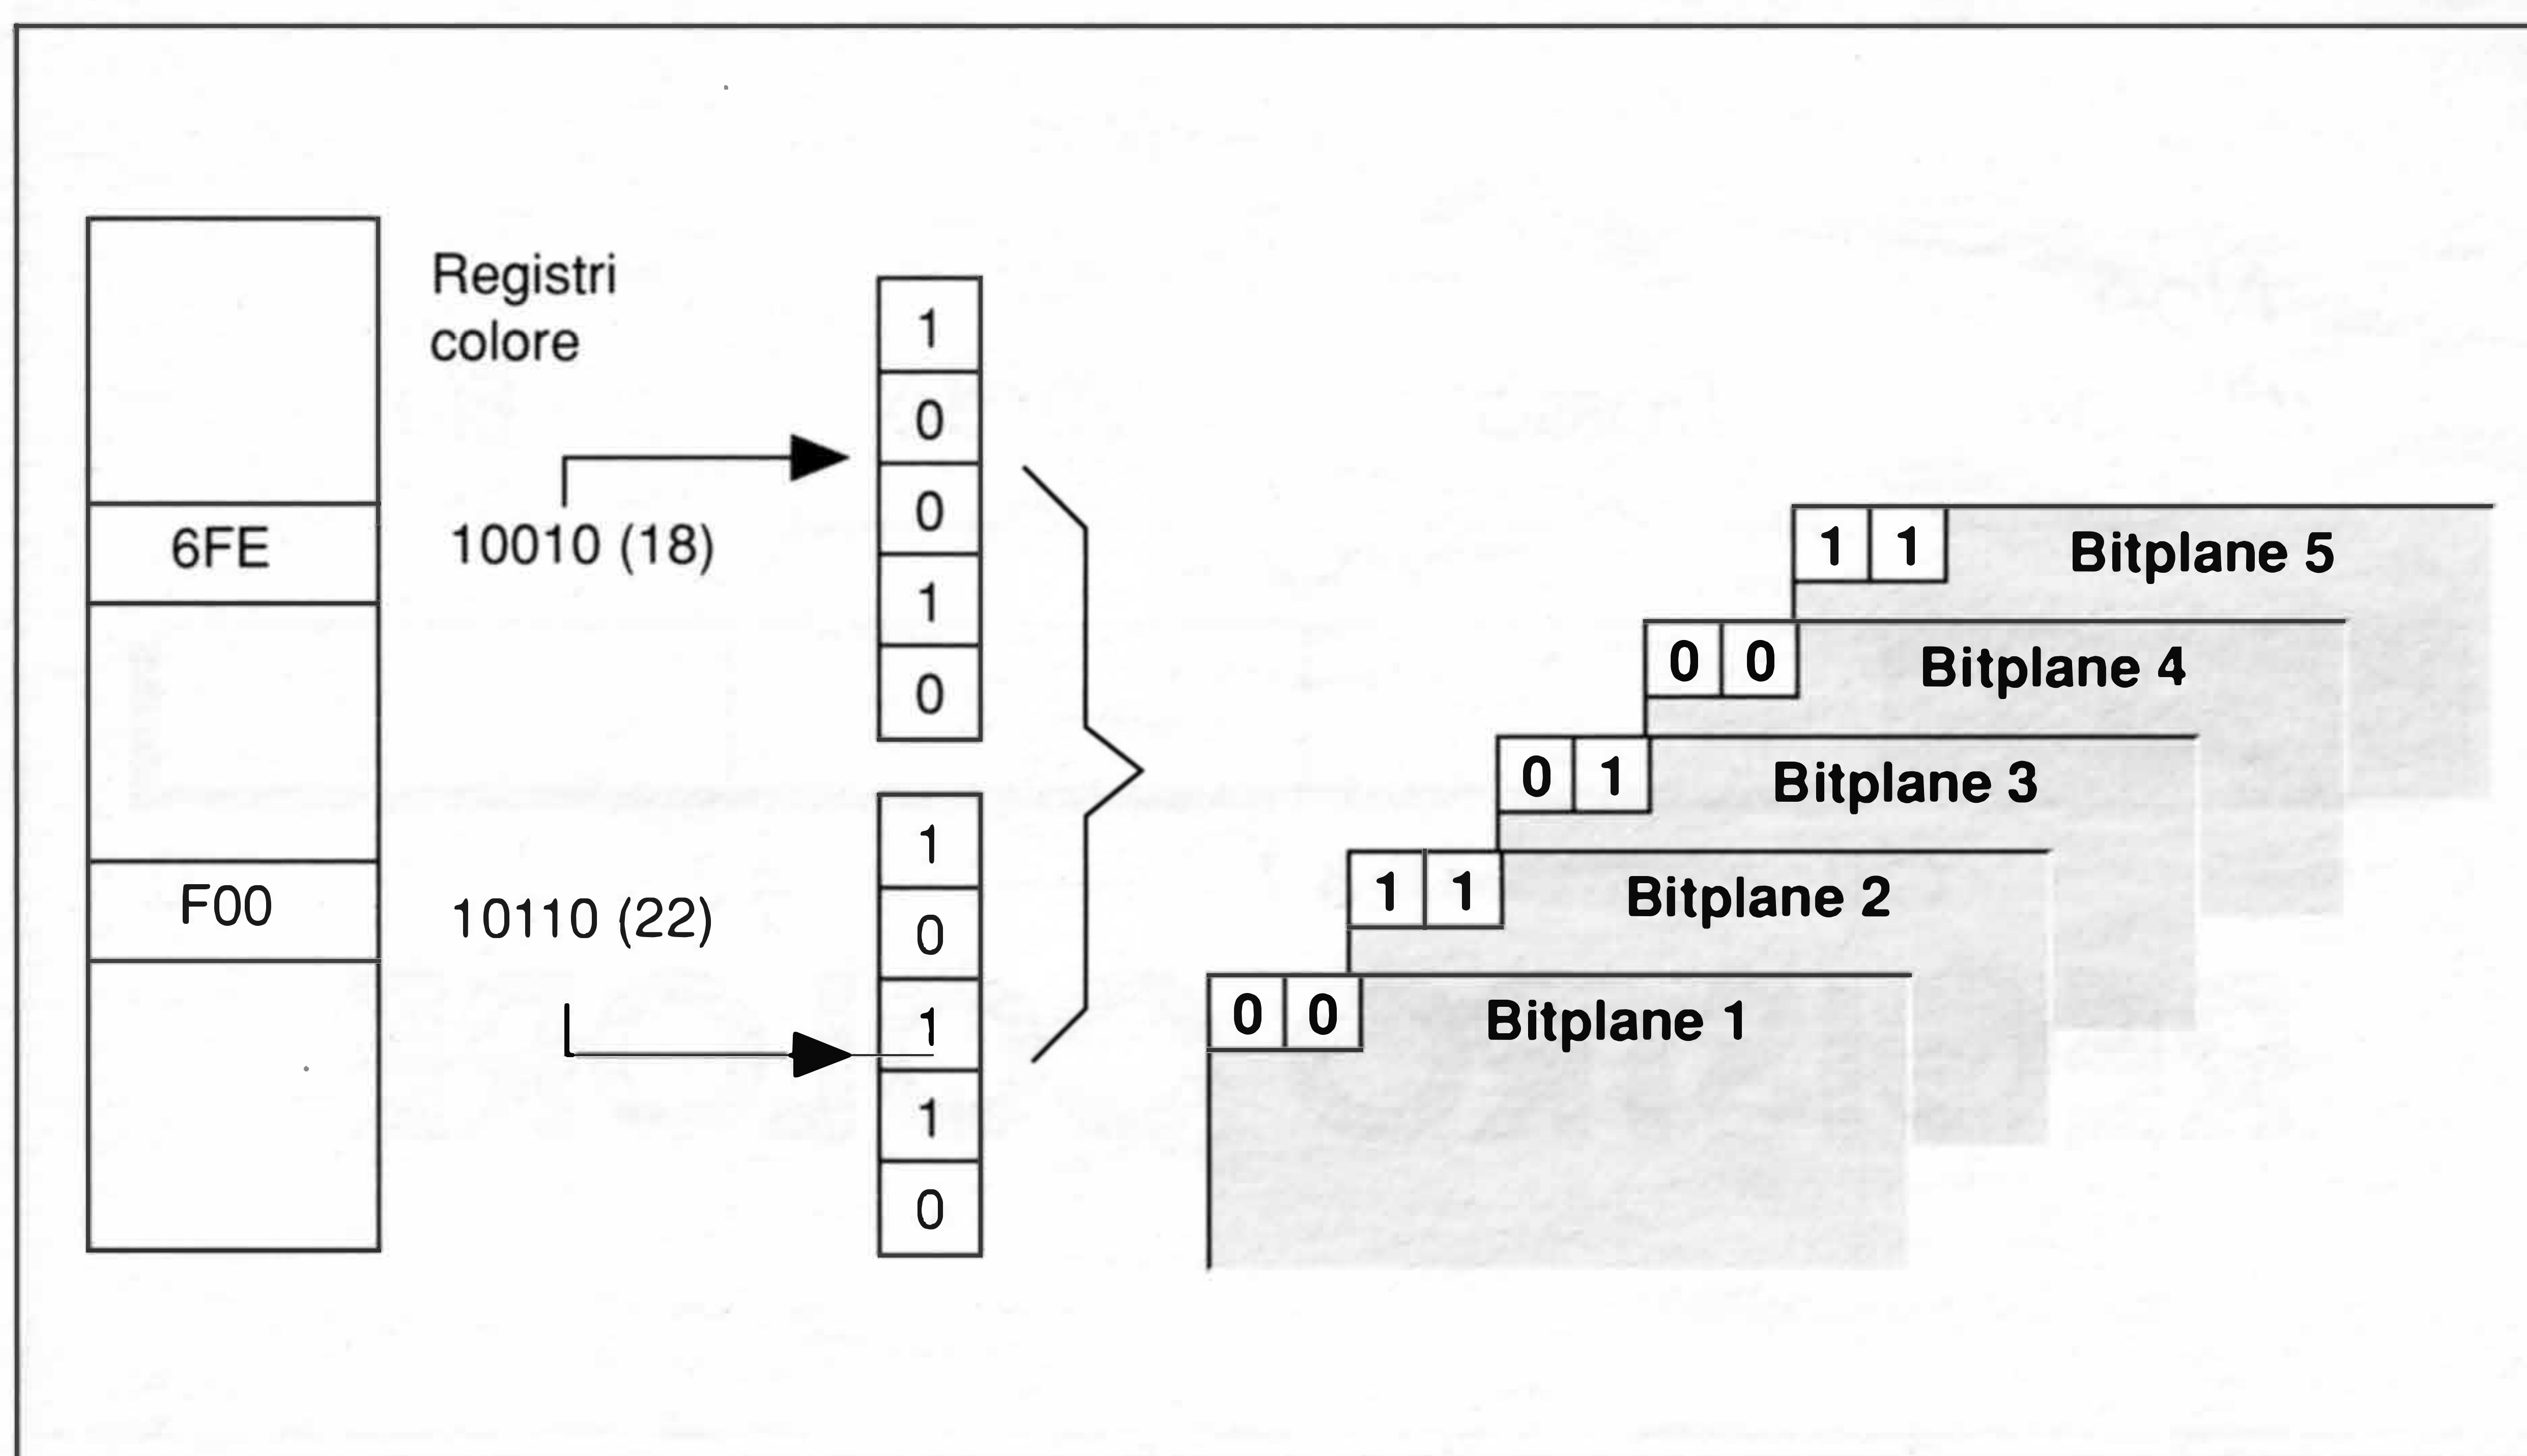 Registri
colore
6FE
10010 (18)
F00
10110 (22)
1
0
0
1
0
1
0
1
1
0
1 1 Bitplane 5
0 0 Bitplane 4
0 1 Bitplane 3
1 1 Bitplane 2
0 0 Bitplane 1